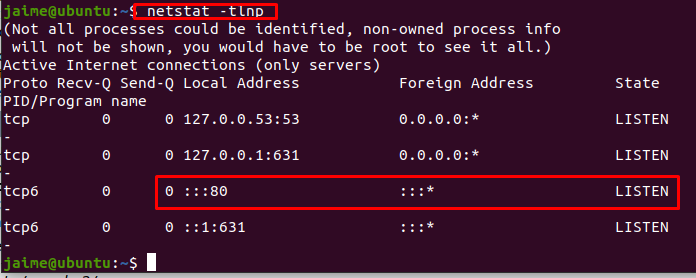 jaime@ubuntu:~$ netstat -tlnp
(Not all processes could be identified, non-owned process info
 will not be shown, you would have to be root to see it all.)
Active Internet connections (only servers)
Proto Recv-Q Send-Q Local Address           Foreign Address         State
PID/Program name
tcp        0      0 127.0.0.53:53           0.0.0.0:*               LISTEN
-
tcp        0      0 127.0.0.1:631           0.0.0.0:*               LISTEN
-
tcp6       0      0 :::80                   :::*                    LISTEN
-
tcp6       0      0 ::1:631                 :::*                    LISTEN
-
jaime@ubuntu:~$